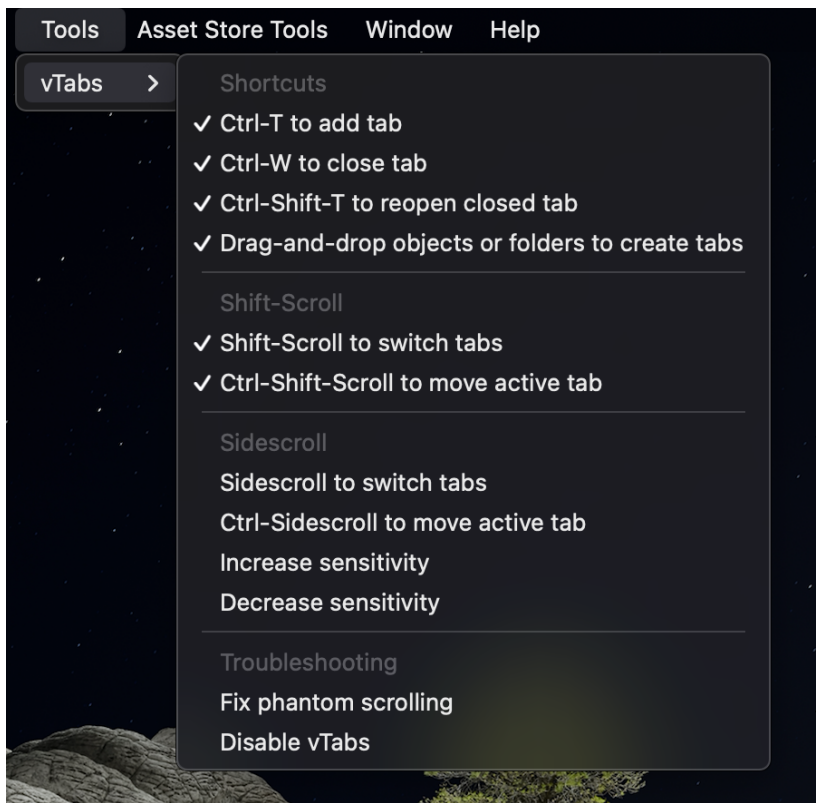 Tools Asset Store Tools Window Help
vTabs
Shortcuts
Ctrl-T to add tab
Ctrl-W to close tab
Ctrl-Shift-T to reopen closed tab
Drag-and-drop objects or folders to create tabs
Shift-Scroll
Shift-Scroll to switch tabs
Ctrl-Shift-Scroll to move active tab
Sidescroll
Sidescroll to switch tabs
Ctrl-Sidescroll to move active tab
Increase sensitivity
Decrease sensitivity
Troubleshooting
Fix phantom scrolling
Disable vTabs